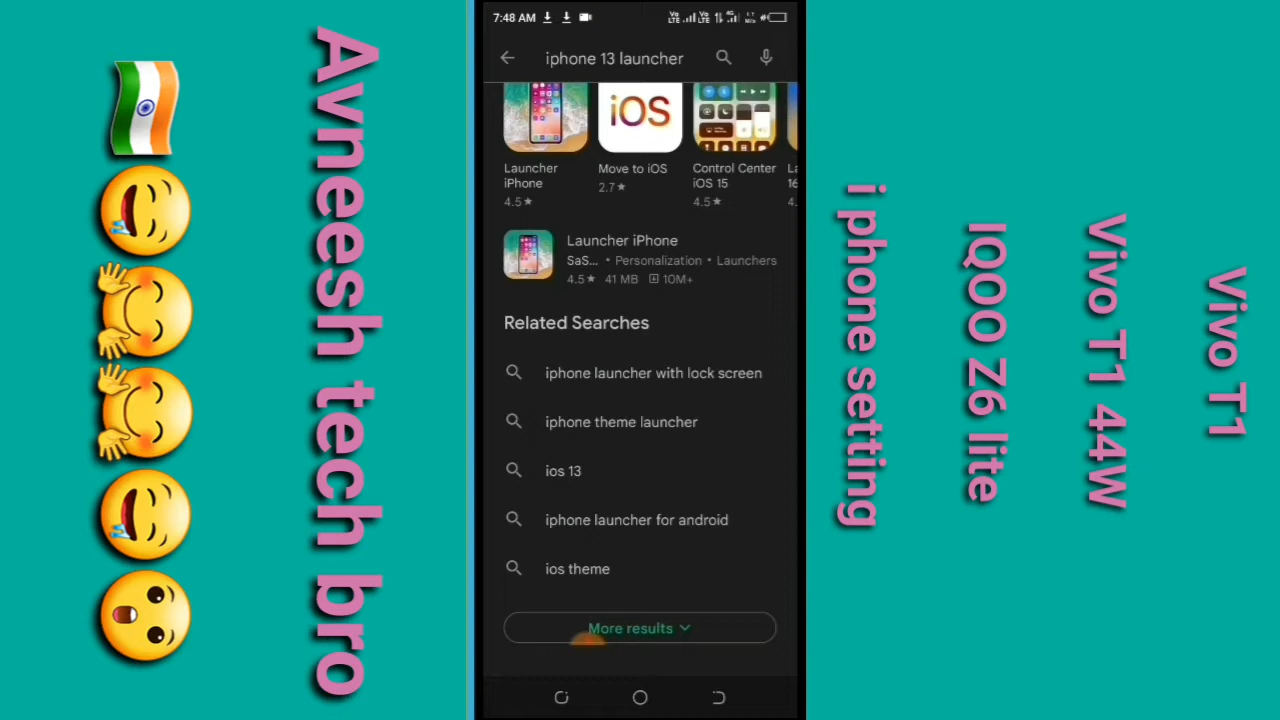 Avneesh tech bro
7:48 AM
iphone 13 launcher
iOS
Launcher iPhone
4.5★
Move to iOS
2.7★
Control Center iOS 15
4.5★
Launcher iPhone
SaS... • Personalization • Launchers
4.5★ 41 MB 10M+
Related Searches
iphone launcher with lock screen
iphone theme launcher
ios 13
iphone launcher for android
ios theme
More results
i phone setting
IQOO Z6 lite
Vivo T1 44W
Vivo T1